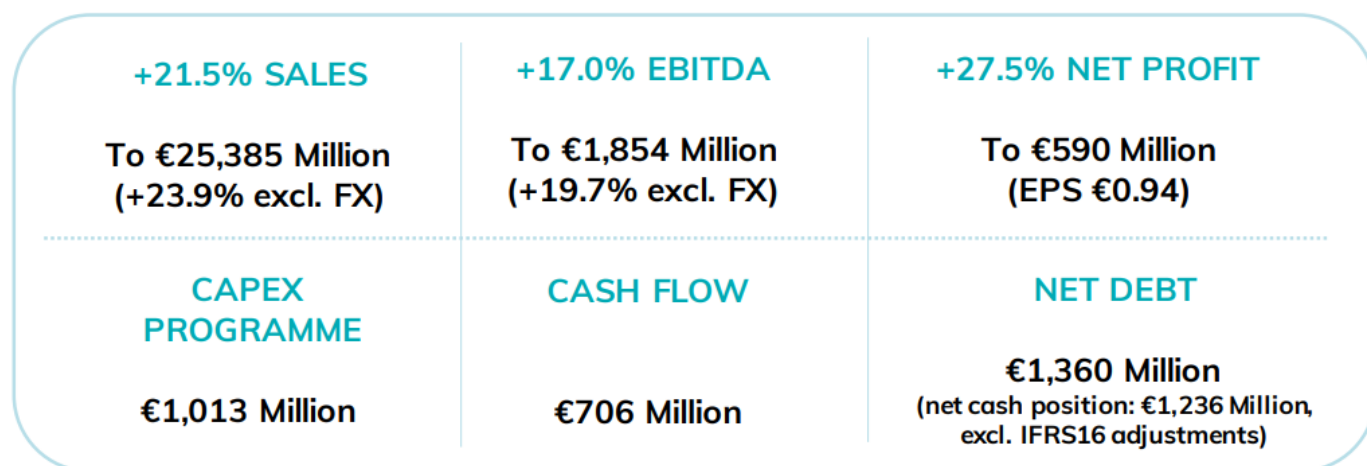 +21.5% SALES
To €25,385 Million
(+23.9% excl. FX)
+17.0% EBITDA
To €1,854 Million
(+19.7% excl. FX)
+27.5% NET PROFIT
To €590 Million
(EPS €0.94)
CAPEX
PROGRAMME
€1,013 Million
CASH FLOW
€706 Million
NET DEBT
€1,360 Million
(net cash position: €1,236 Million,
excl. IFRS16 adjustments)